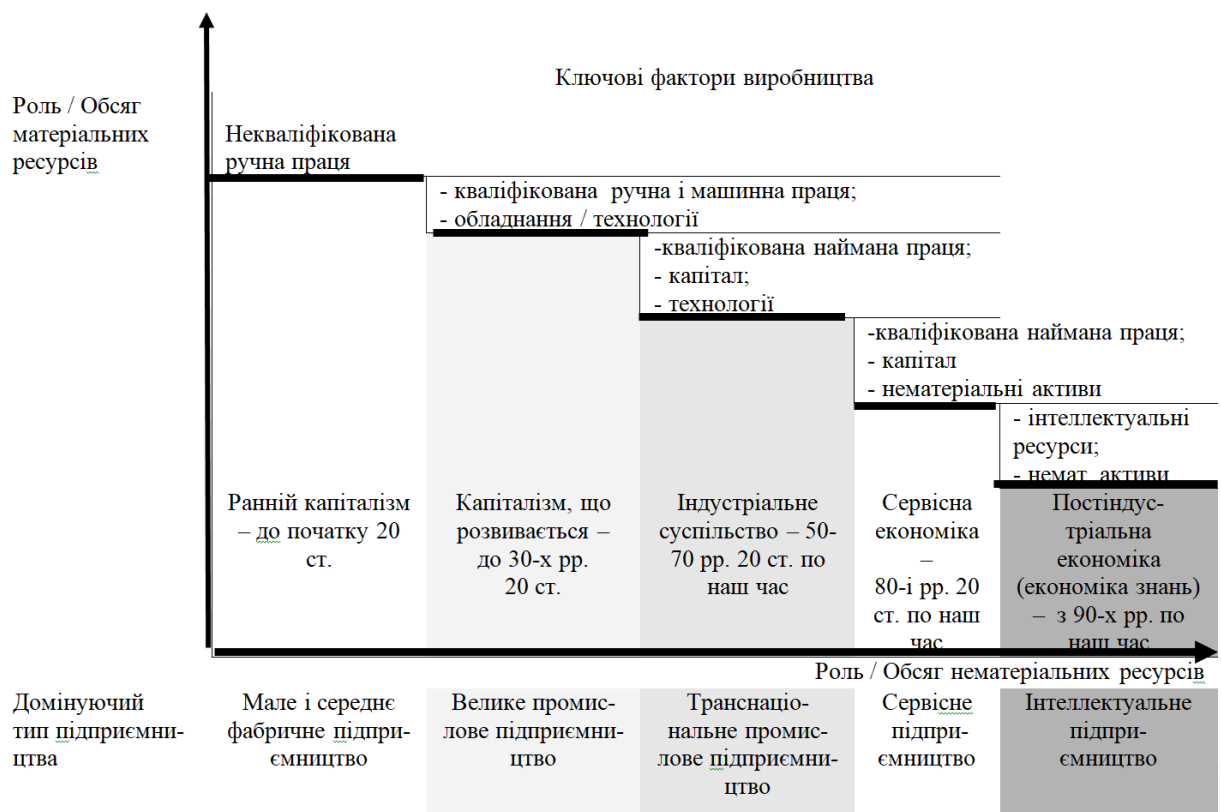 Ключові фактори виробництва
Роль / Обсяг
матеріальних
ресурсів
Некваліфікована
ручна праця
- кваліфікована ручна і машинна праця;
- обладнання / технології
-кваліфікована наймана праця;
- капітал;
- технології
-кваліфікована наймана праця;
- капітал
- нематеріальні активи
- інтеллектуальні
ресурси;
- немат. активи
Ранній капіталізм
– до початку 20
ст.
Капіталізм, що
розвивається –
до 30-х рр.
20 ст.
Індустріальне
суспільство – 50-
70 рр. 20 ст. по
наш час
Сервісна
економіка
–
80-і рр. 20
ст. по наш
час
Постіндус-
тріальна
економіка
(економіка знань)
– з 90-х рр. по
наш час
Роль / Обсяг нематеріальних ресурсів
Домінуючий
тип підприємни-
цтва
Мале і середнє
фабричне підпри-
ємництво
Велике промис-
лове підприємни-
цтво
Транснаціо-
нальне промис-
лове підприємни-
цтво
Сервісне
підпри-
ємництво
Інтеллектуальне
підпри-
ємництво